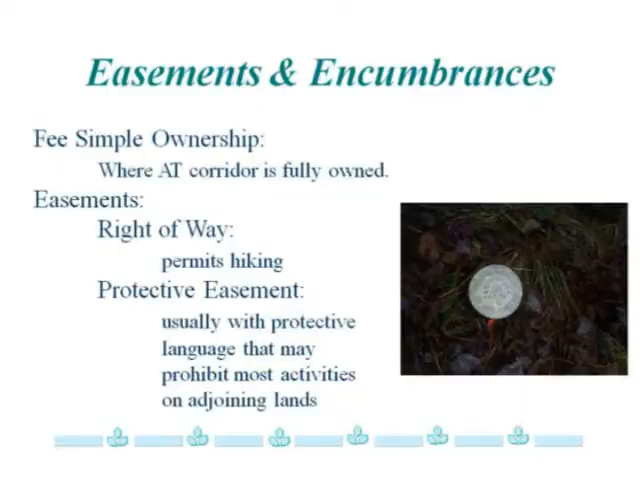 Easements & Encumbrances
Fee Simple Ownership:
Where AT corridor is fully owned.
Easements:
Right of Way:
permits hiking
Protective Easement:
usually with protective
language that may
prohibit most activities
on adjoining lands